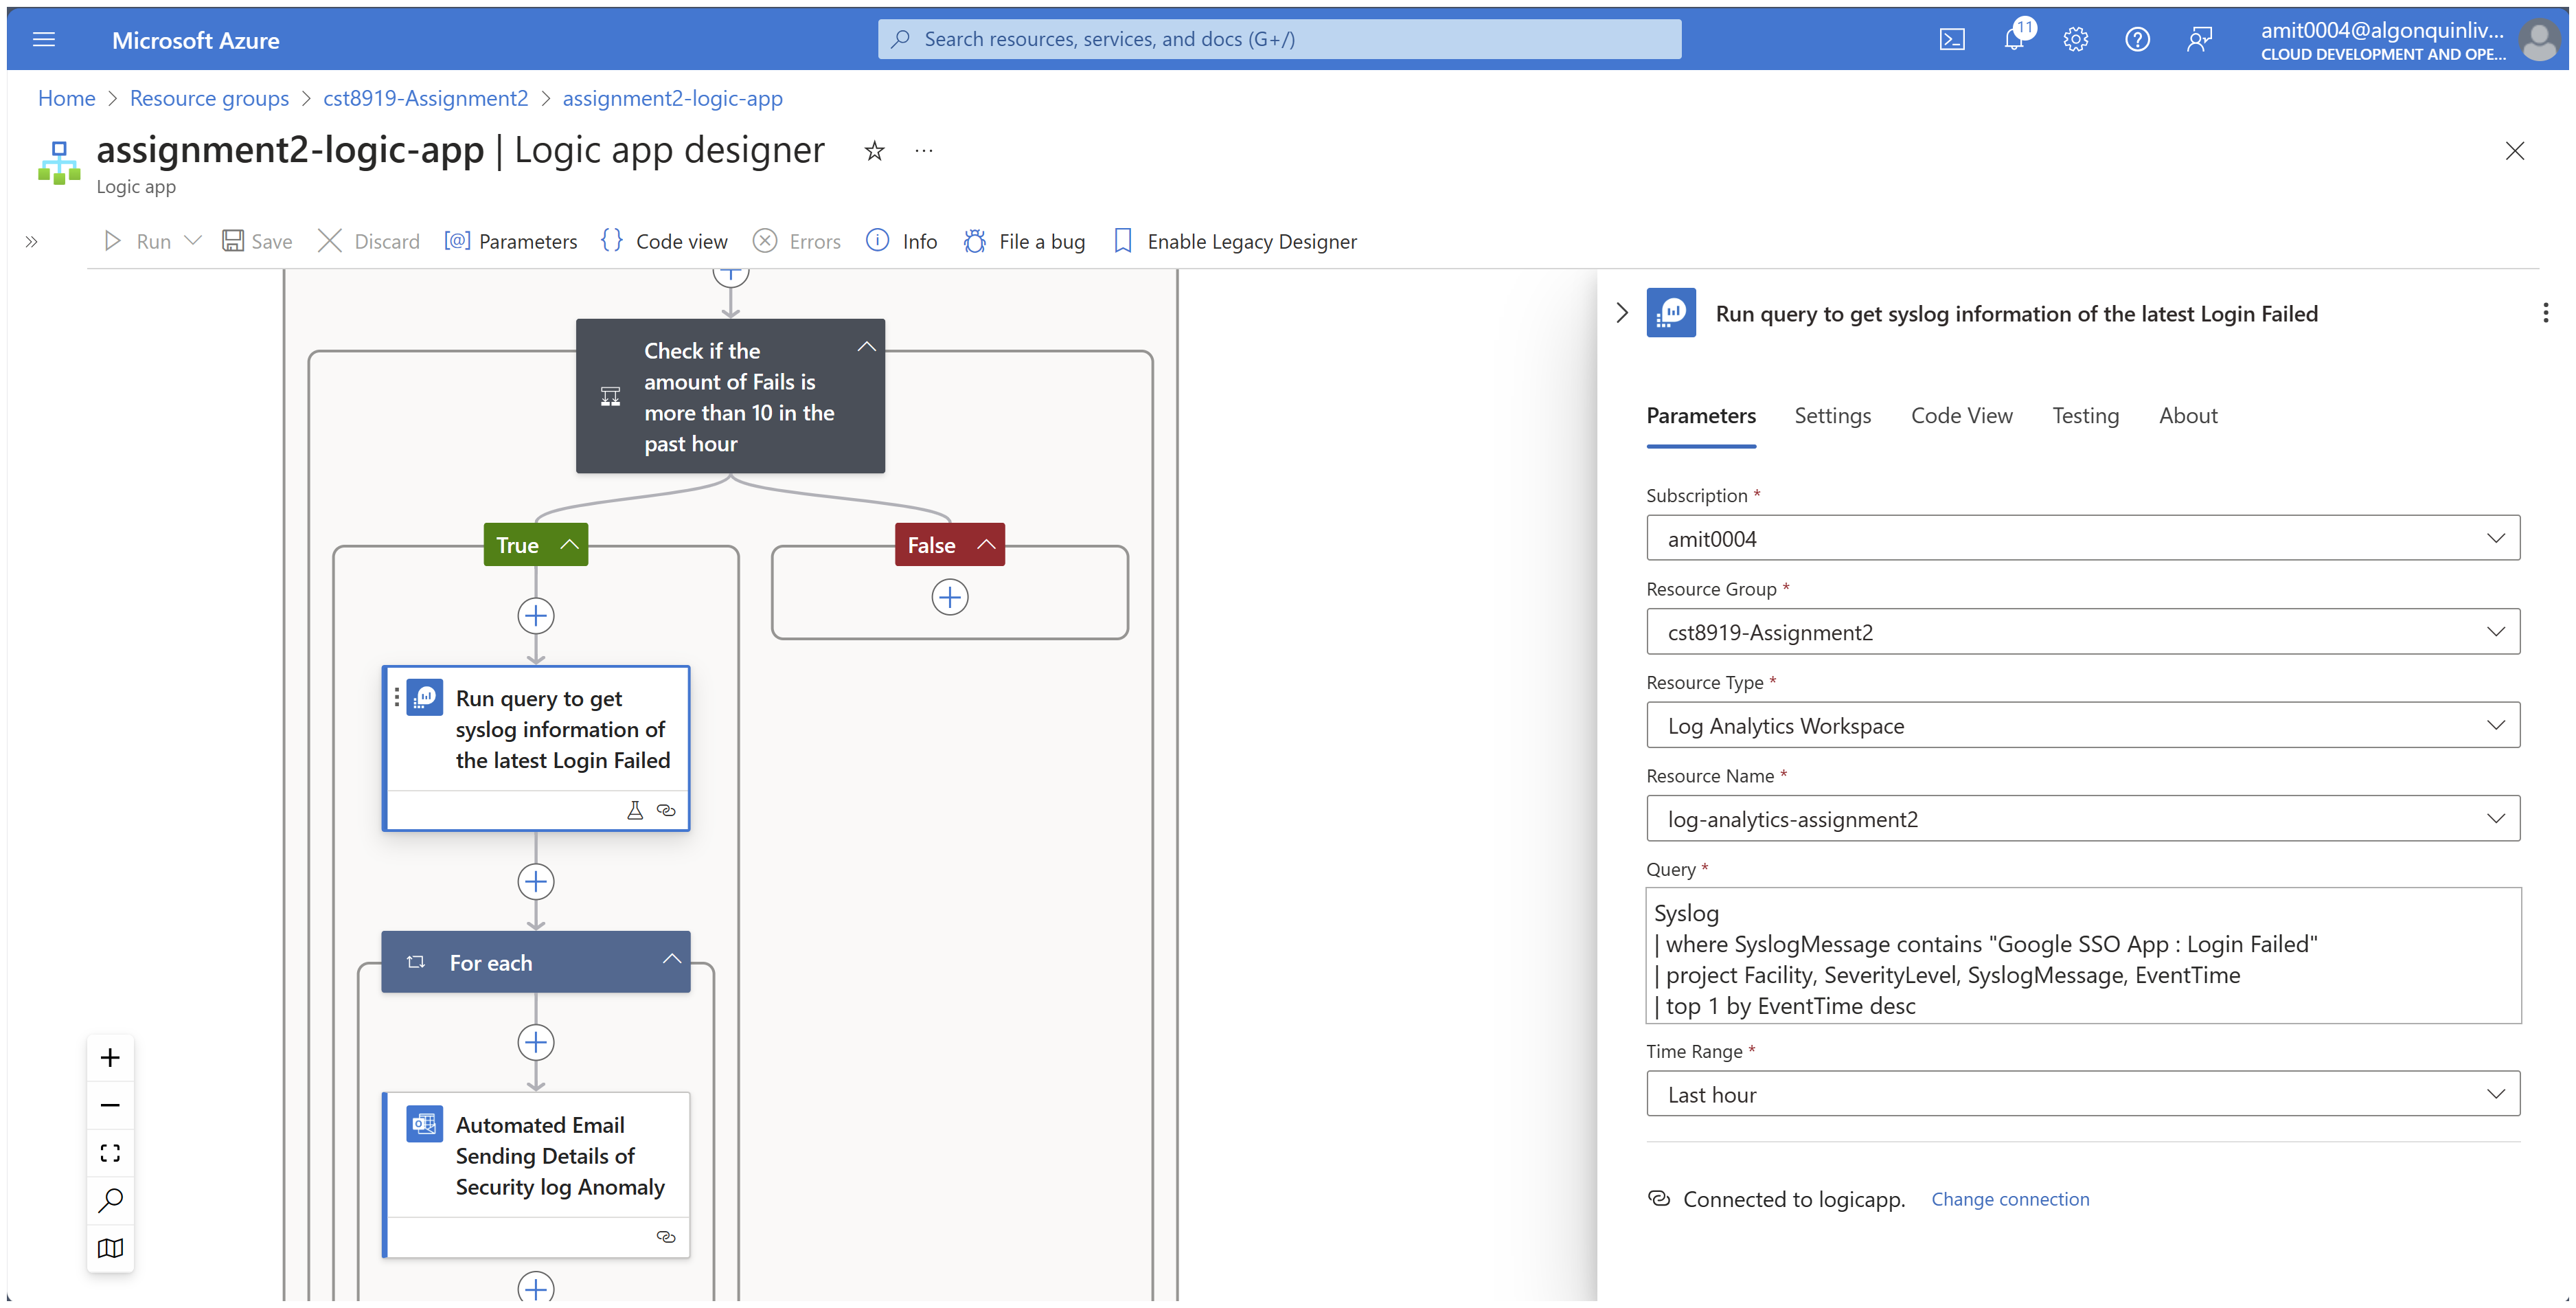 Microsoft Azure
Search resources, services, and docs (G+/)
11
amit0004@algonquinliv...
CLOUD DEVELOPMENT AND OPE...
Home > Resource groups > cst8919-Assignment2 > assignment2-logic-app
assignment2-logic-app | Logic app designer
Logic app
Run
Save
Discard
Parameters
Code view
Errors
Info
File a bug
Enable Legacy Designer
Check if the
amount of Fails is
more than 10 in the
past hour
True
False
Run query to get
syslog information of
the latest Login Failed
For each
Automated Email
Sending Details of
Security log Anomaly
Run query to get syslog information of the latest Login Failed
Parameters
Settings
Code View
Testing
About
Subscription *
amit0004
Resource Group *
cst8919-Assignment2
Resource Type *
Log Analytics Workspace
Resource Name *
log-analytics-assignment2
Query *
Syslog
| where SyslogMessage contains "Google SSO App : Login Failed"
| project Facility, SeverityLevel, SyslogMessage, EventTime
| top 1 by EventTime desc
Time Range *
Last hour
Connected to logicapp.
Change connection